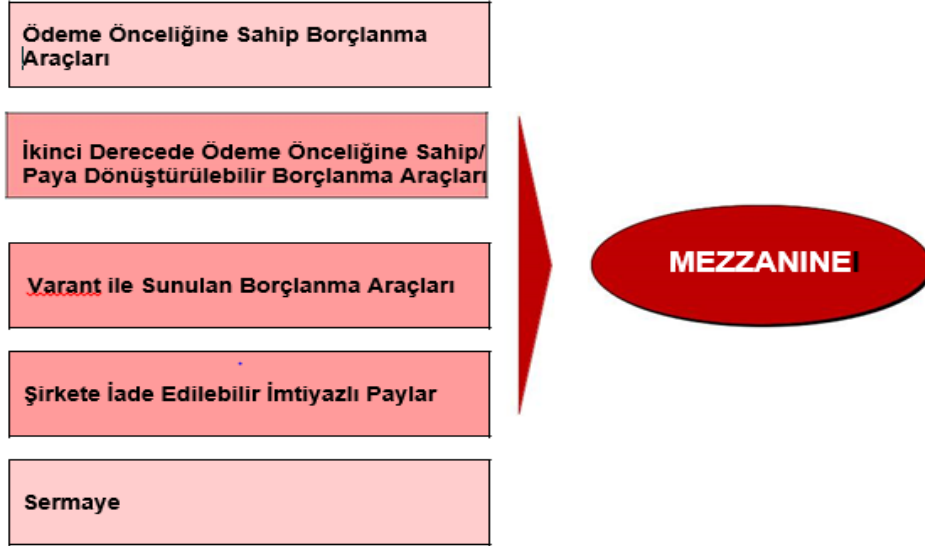 Ödeme Önceliğine Sahip Borçlanma
Araçları
İkinci Derecede Ödeme Önceliğine Sahip/
Paya Dönüştürülebilir Borçlanma Araçları
Varant ile Sunulan Borçlanma Araçları
Şirkete İade Edilebilir İmtiyazlı Paylar
Sermaye
MEZZANINE